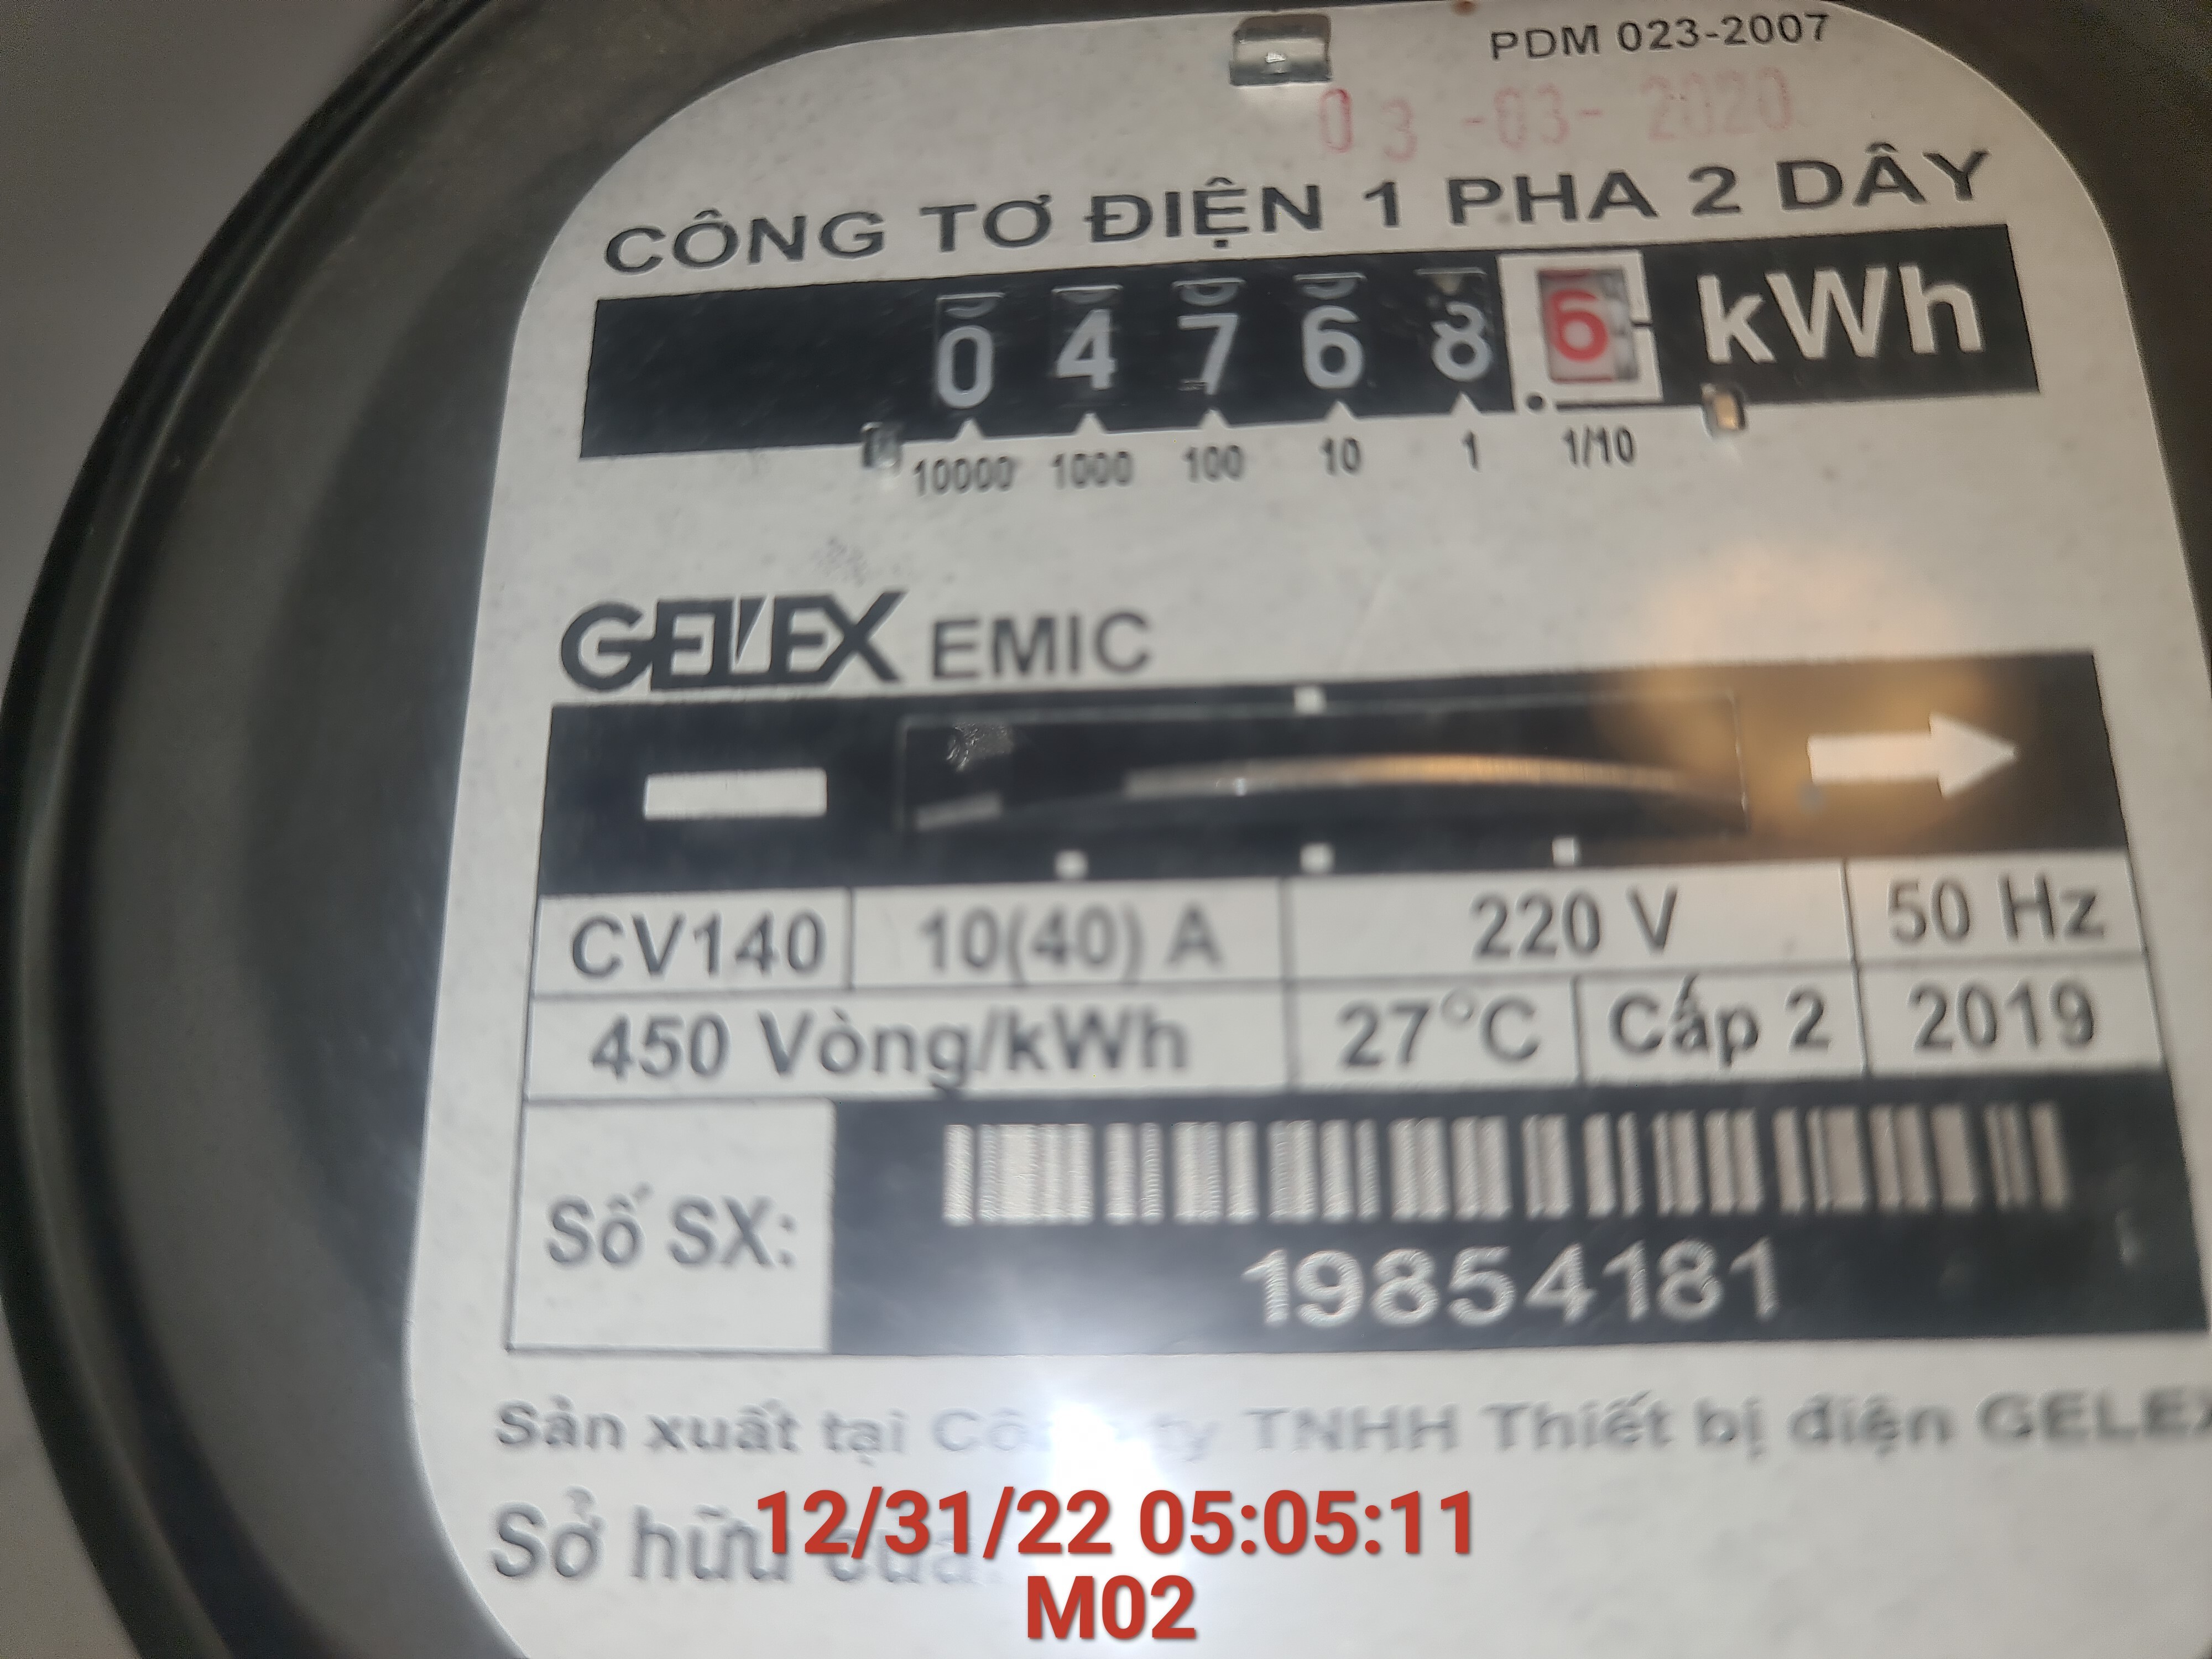 PDM 023-2007
03-03-2020
CÔNG TƠ ĐIỆN 1 PHA 2 DÂY
0 4 7 6 8 . 6 kWh
10000 1000 100 10 1 1/10
GELEX EMIC
CV140 10(40) A 220 V 50 Hz
450 Vòng/kWh 27°C Cấp 2 2019
Số SX: 19854181
Sản xuất tại ty TNHH Thiết bị điện GELEX
Sở hữu của
12/31/22 05:05:11
M02